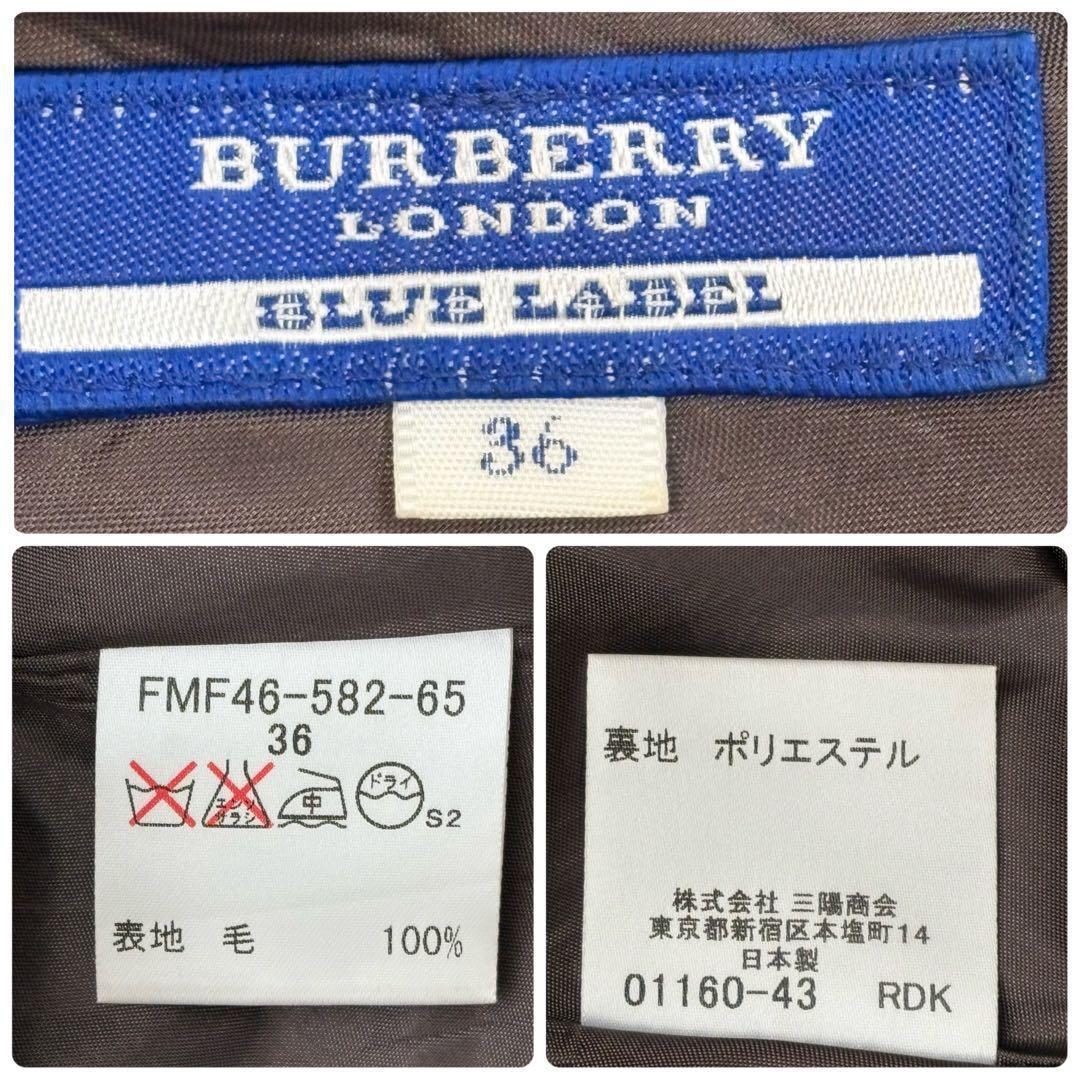 BURBERRY
LONDON
BLUE LABEL
36
FMF46-582-65
36
エンソ
サラシ
中
ドライ
S2
表地 毛 100%
裏地 ポリエステル
株式会社 三陽商会
東京都新宿区本塩町14
日本製
01160-43 RDK